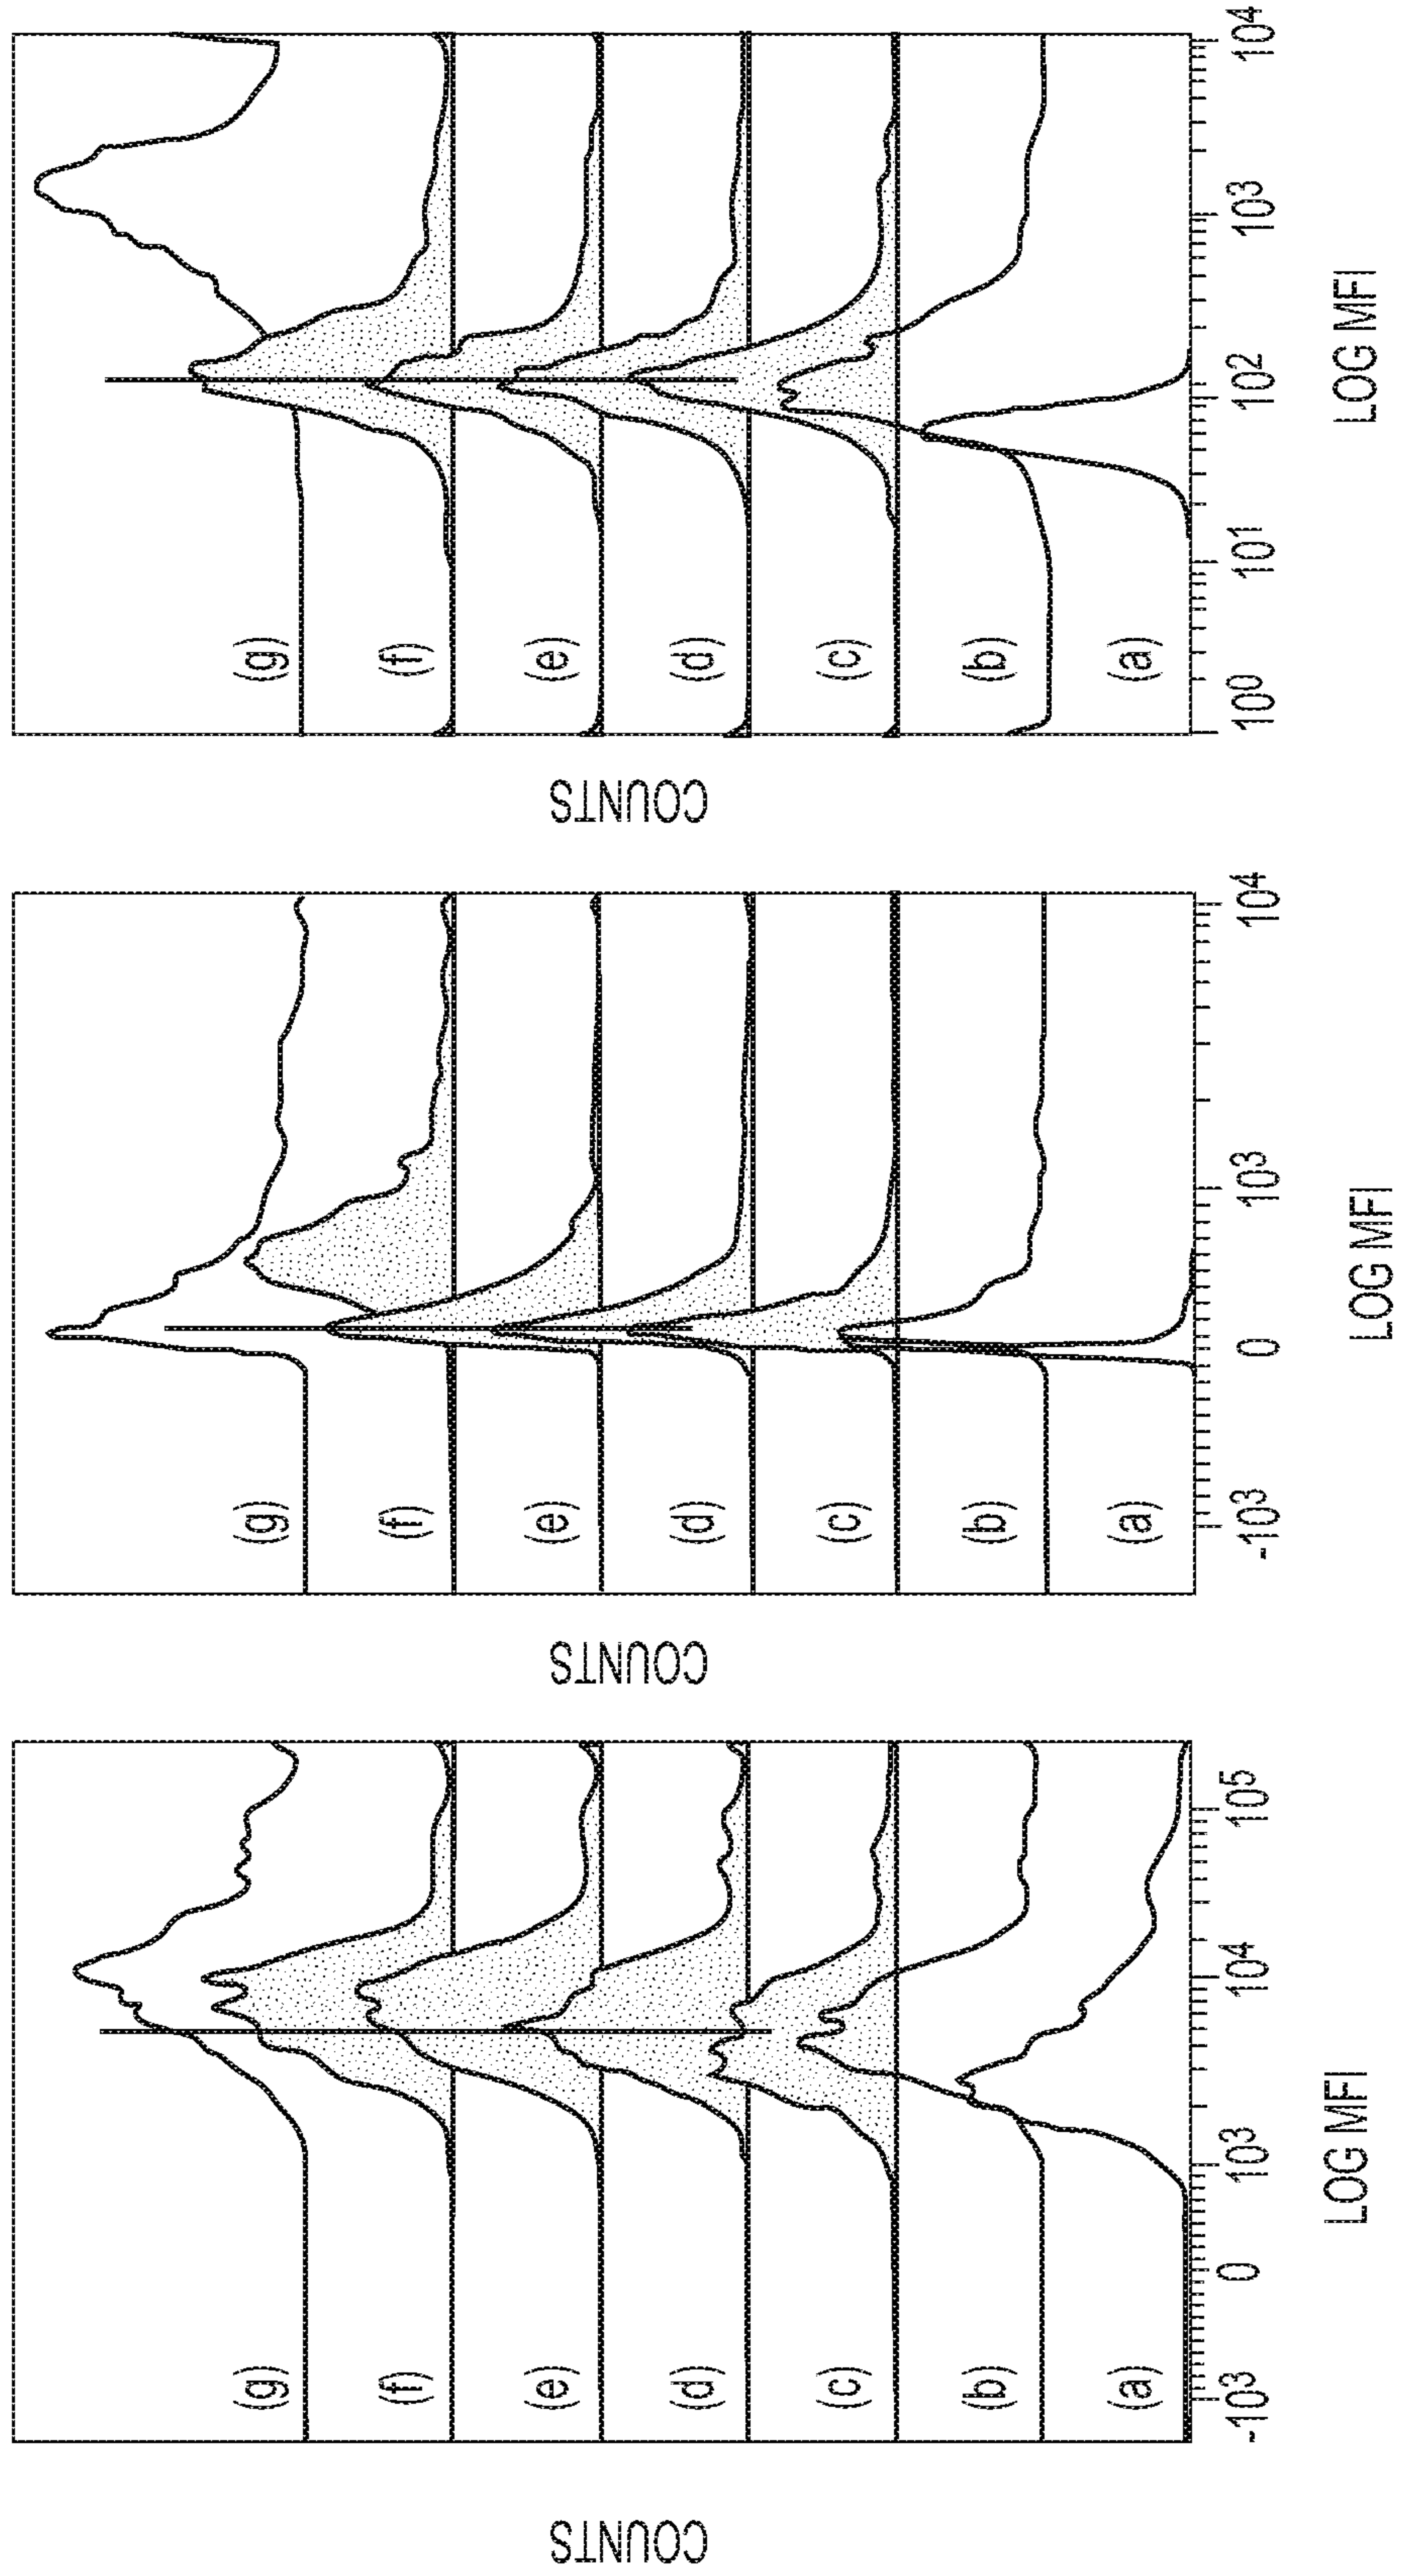 COUNTS
(g)
(f)
(e)
(d)
(c)
(b)
(a)
-10³ 0 10³ 10⁴ 10⁵
LOG MFI
COUNTS
(g)
(f)
(e)
(d)
(c)
(b)
(a)
-10³ 0 10³ 10⁴
LOG MFI
COUNTS
(g)
(f)
(e)
(d)
(c)
(b)
(a)
10⁰ 10¹ 10² 10³ 10⁴
LOG MFI